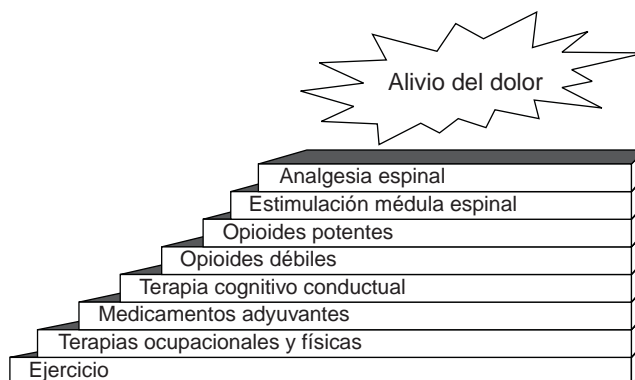 Alivio del dolor
Analgesia espinal
Estimulación médula espinal
Opioides potentes
Opioides débiles
Terapia cognitivo conductual
Medicamentos adyuvantes
Terapias ocupacionales y físicas
Ejercicio